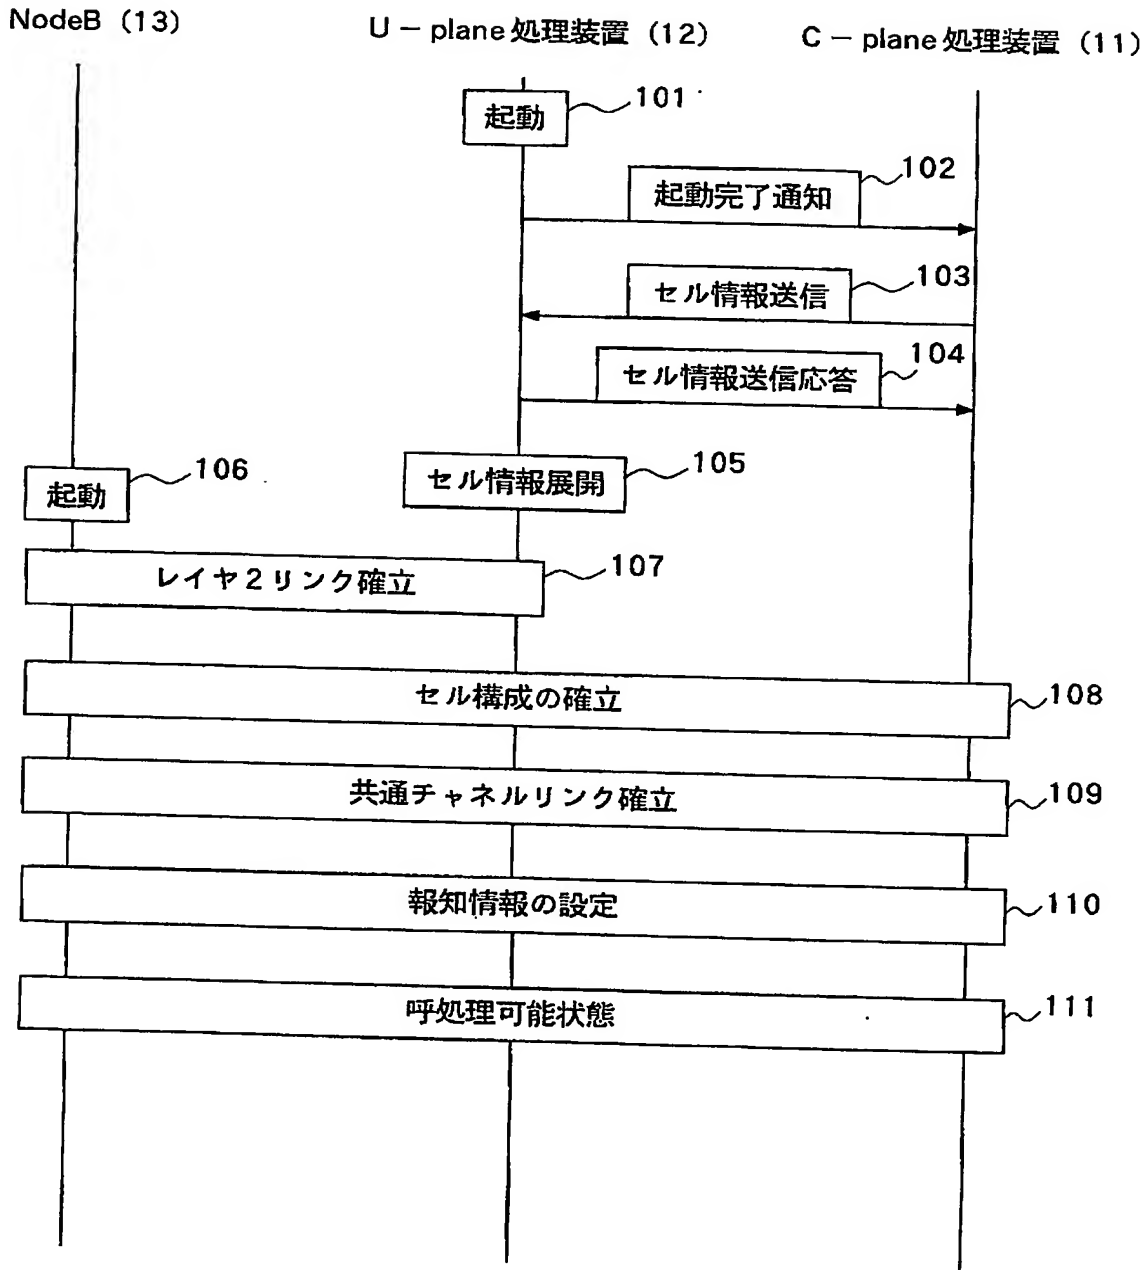 NodeB (13)
U－plane処理装置 (12)
C－plane処理装置 (11)
起動
101
起動完了通知
102
セル情報送信
103
セル情報送信応答
104
セル情報展開
105
起動
106
レイヤ2リンク確立
107
セル構成の確立
108
共通チャネルリンク確立
109
報知情報の設定
110
呼処理可能状態
111